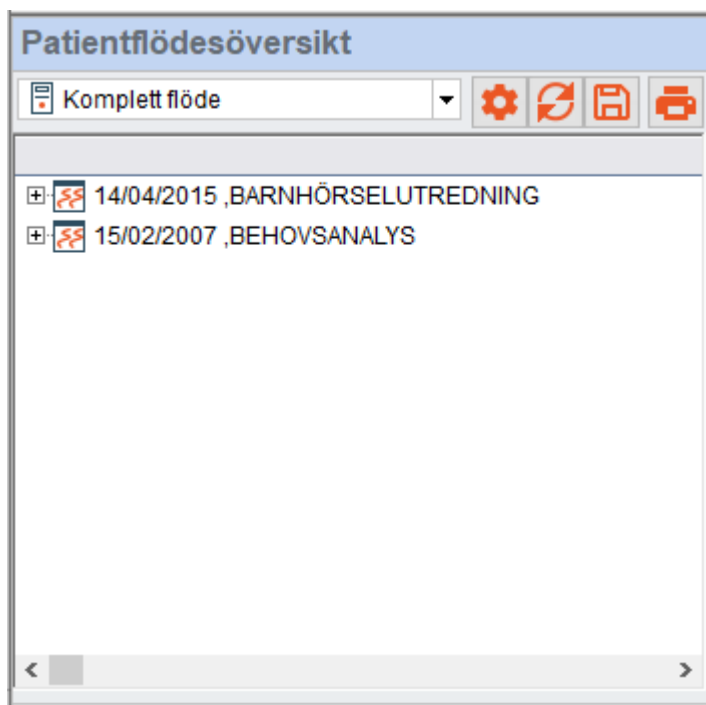 Patientflödesöversikt
Komplett flöde
14/04/2015 ,BARNHÖRSELUTREDNING
15/02/2007 ,BEHOVSANALYS